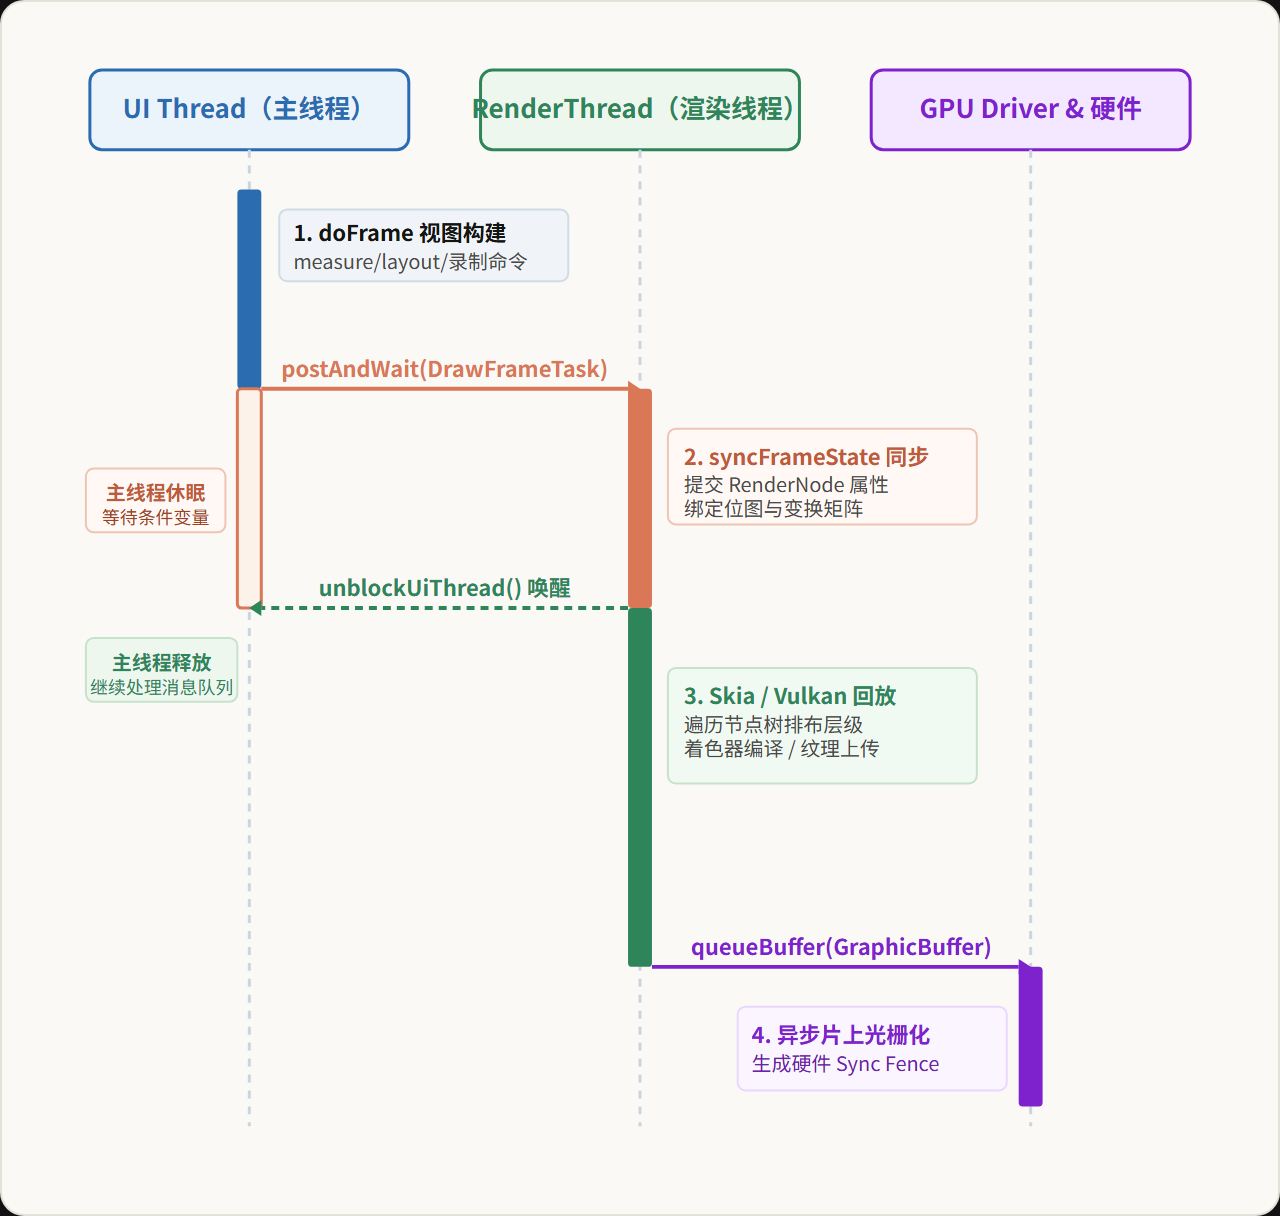 UI Thread（主线程）
RenderThread（渲染线程）
GPU Driver & 硬件
1. doFrame 视图构建
measure/layout/录制命令
postAndWait(DrawFrameTask)
2. syncFrameState 同步
提交 RenderNode 属性
绑定位图与变换矩阵
主线程休眠
等待条件变量
unblockUiThread() 唤醒
主线程释放
继续处理消息队列
3. Skia / Vulkan 回放
遍历节点树排布层级
着色器编译 / 纹理上传
queueBuffer(GraphicBuffer)
4. 异步片上光栅化
生成硬件 Sync Fence